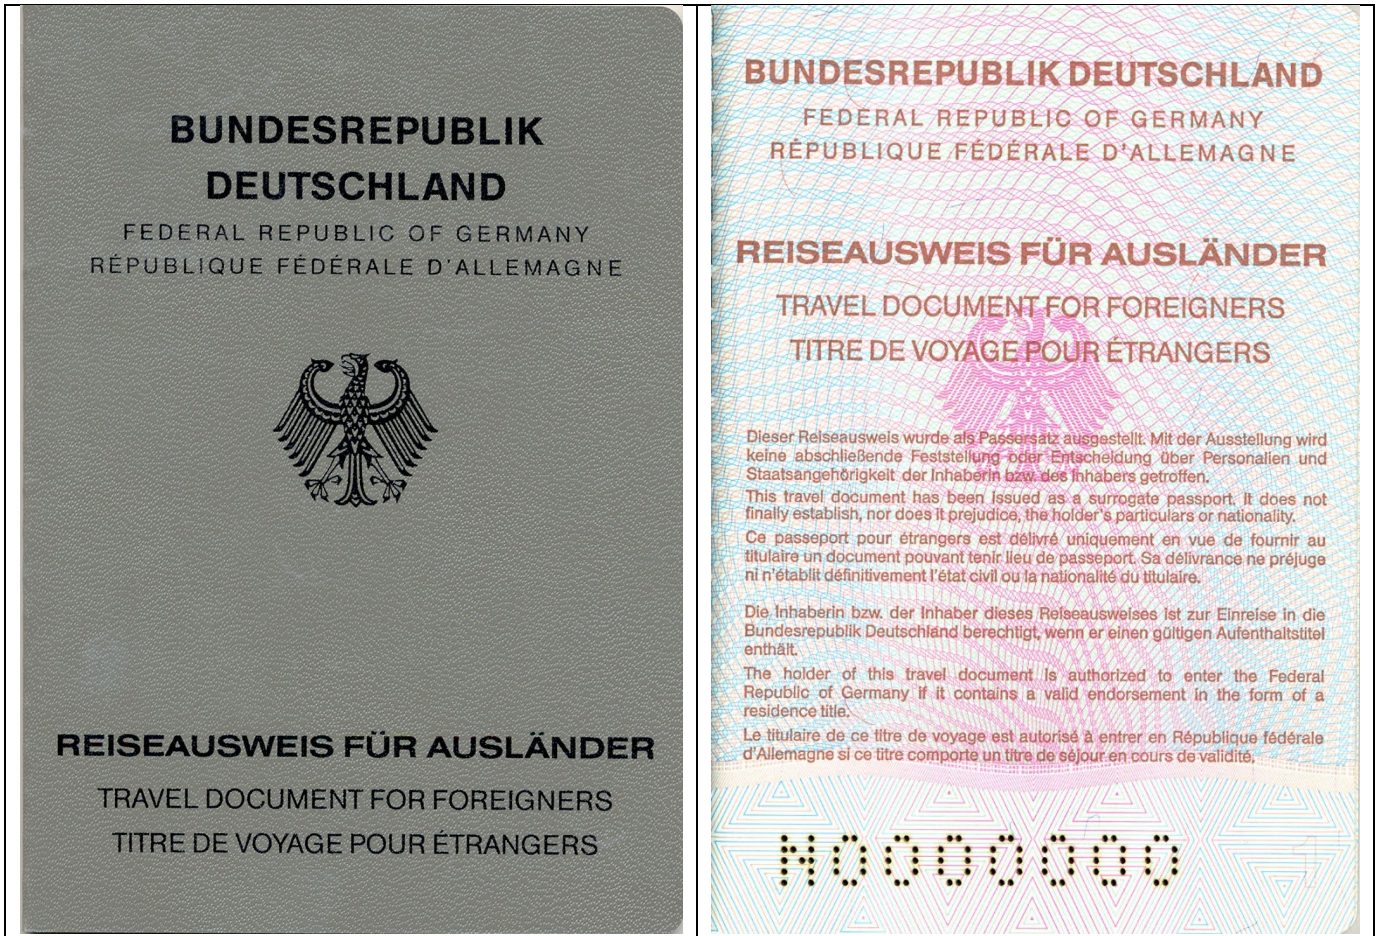 BUNDESREPUBLIK
DEUTSCHLAND
FEDERAL REPUBLIC OF GERMANY
RÉPUBLIQUE FÉDÉRALE D'ALLEMAGNE
REISEAUSWEIS FÜR AUSLÄNDER
TRAVEL DOCUMENT FOR FOREIGNERS
TITRE DE VOYAGE POUR ÉTRANGERS
BUNDESREPUBLIK DEUTSCHLAND
FEDERAL REPUBLIC OF GERMANY
RÉPUBLIQUE FÉDÉRALE D'ALLEMAGNE
REISEAUSWEIS FÜR AUSLÄNDER
TRAVEL DOCUMENT FOR FOREIGNERS
TITRE DE VOYAGE POUR ÉTRANGERS
Dieser Reiseausweis wurde als Passersatz ausgestellt. Mit der Ausstellung wird
keine abschließende Feststellung oder Entscheidung über Personalien und
Staatsangehörigkeit der Inhaberin bzw. des Inhabers getroffen.
This travel document has been issued as a surrogate passport. It does not
finally establish, nor does it prejudice, the holder's particulars or nationality.
Ce passeport pour étrangers est délivré uniquement en vue de fournir au
titulaire un document pouvant tenir lieu de passeport. Sa délivrance ne préjuge
ni n'établit définitivement l'état civil ou la nationalité du titulaire.
Die Inhaberin bzw. der Inhaber dieses Reiseausweises ist zur Einreise in die
Bundesrepublik Deutschland berechtigt, wenn er einen gültigen Aufenthaltstitel
enthält.
The holder of this travel document is authorized to enter the Federal
Republic of Germany if it contains a valid endorsement in the form of a
residence title.
Le titulaire de ce titre de voyage est autorisé à entrer en République fédérale
d'Allemagne si ce titre comporte un titre de séjour en cours de validité.
N0000000
1